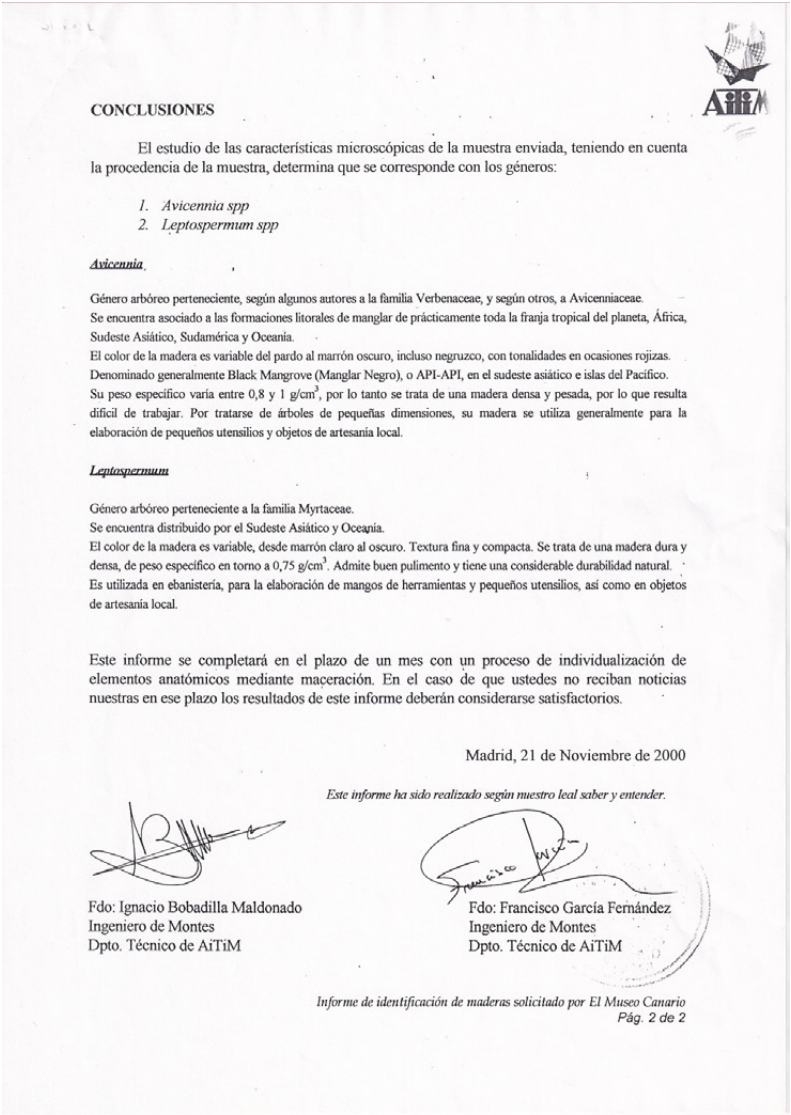 AiTiM
CONCLUSIONES
El estudio de las características microscópicas de la muestra enviada, teniendo en cuenta
la procedencia de la muestra, determina que se corresponde con los géneros:
1. Avicennia spp
2. Leptospermum spp
Avicennia
Género arbóreo perteneciente, según algunos autores a la familia Verbenaceae, y según otros, a Avicenniaceae.
Se encuentra asociado a las formaciones litorales de manglar de prácticamente toda la franja tropical del planeta, África,
Sudeste Asiático, Sudamérica y Oceanía.
El color de la madera es variable del pardo al marrón oscuro, incluso negruzco, con tonalidades en ocasiones rojizas.
Denominado generalmente Black Mangrove (Manglar Negro), o API-API, en el sudeste asiático e islas del Pacífico.
Su peso específico varía entre 0,8 y 1 g/cm³, por lo tanto se trata de una madera densa y pesada, por lo que resulta
difícil de trabajar. Por tratarse de árboles de pequeñas dimensiones, su madera se utiliza generalmente para la
elaboración de pequeños utensilios y objetos de artesanía local.
Leptospermum
Género arbóreo perteneciente a la familia Myrtaceae.
Se encuentra distribuido por el Sudeste Asiático y Oceanía.
El color de la madera es variable, desde marrón claro al oscuro. Textura fina y compacta. Se trata de una madera dura y
densa, de peso específico en torno a 0,75 g/cm³. Admite buen pulimento y tiene una considerable durabilidad natural.
Es utilizada en ebanistería, para la elaboración de mangos de herramientas y pequeños utensilios, así como en objetos
de artesanía local.
Este informe se completará en el plazo de un mes con un proceso de individualización de
elementos anatómicos mediante maceración. En el caso de que ustedes no reciban noticias
nuestras en ese plazo los resultados de este informe deberán considerarse satisfactorios.
Madrid, 21 de Noviembre de 2000
Este informe ha sido realizado según nuestro leal saber y entender.
Francisco García
Fdo: Ignacio Bobadilla Maldonado
Ingeniero de Montes
Dpto. Técnico de AiTiM
Fdo: Francisco García Fernández
Ingeniero de Montes
Dpto. Técnico de AiTiM
Informe de identificación de maderas solicitado por El Museo Canario
Pág. 2 de 2